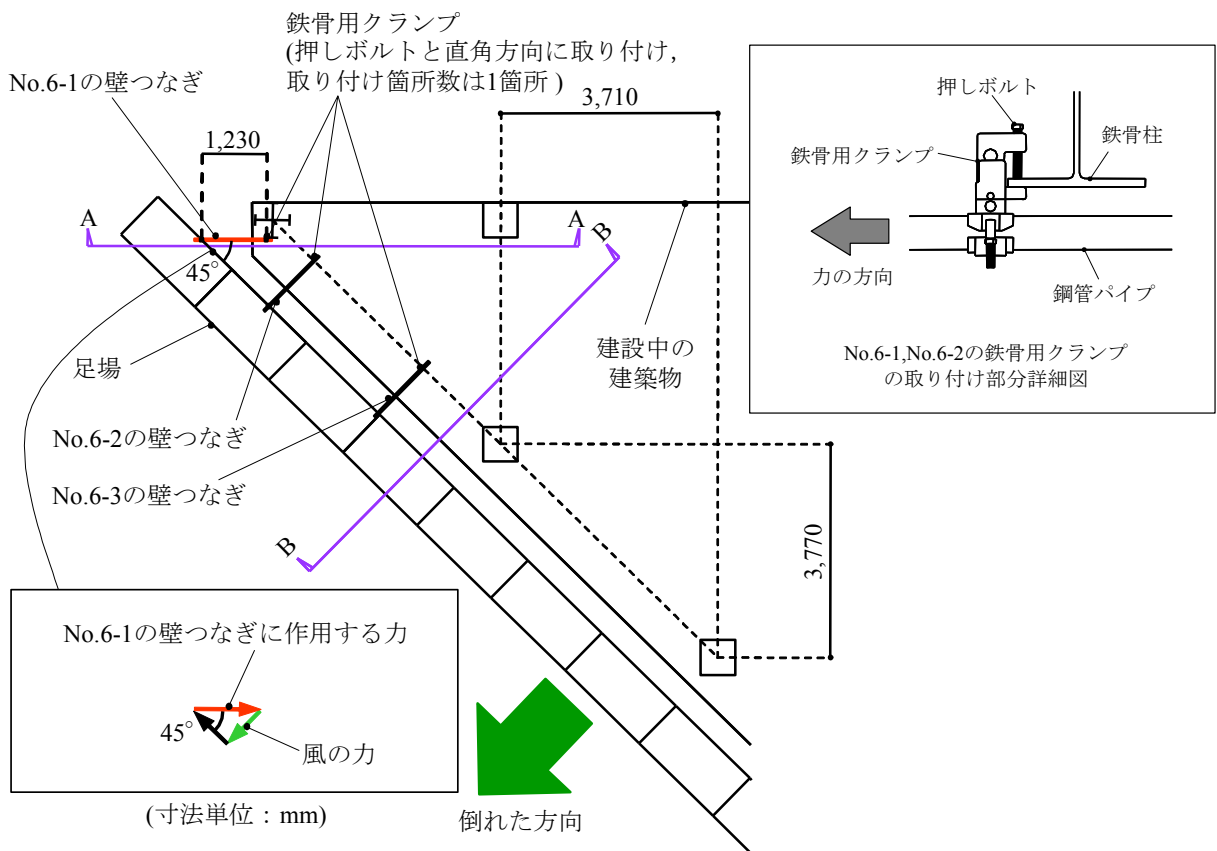 鉄骨用クランプ
(押しボルトと直角方向に取り付け,
取り付け箇所数は1箇所 )
No.6-1の壁つなぎ
1,230
3,710
押しボルト
鉄骨用クランプ
鉄骨柱
力の方向
鋼管パイプ
No.6-1,No.6-2の鉄骨用クランプ
の取り付け部分詳細図
A
A
B
45°
足場
建設中の
建築物
No.6-2の壁つなぎ
No.6-3の壁つなぎ
B
3,770
No.6-1の壁つなぎに作用する力
45°
風の力
(寸法単位：mm)
倒れた方向